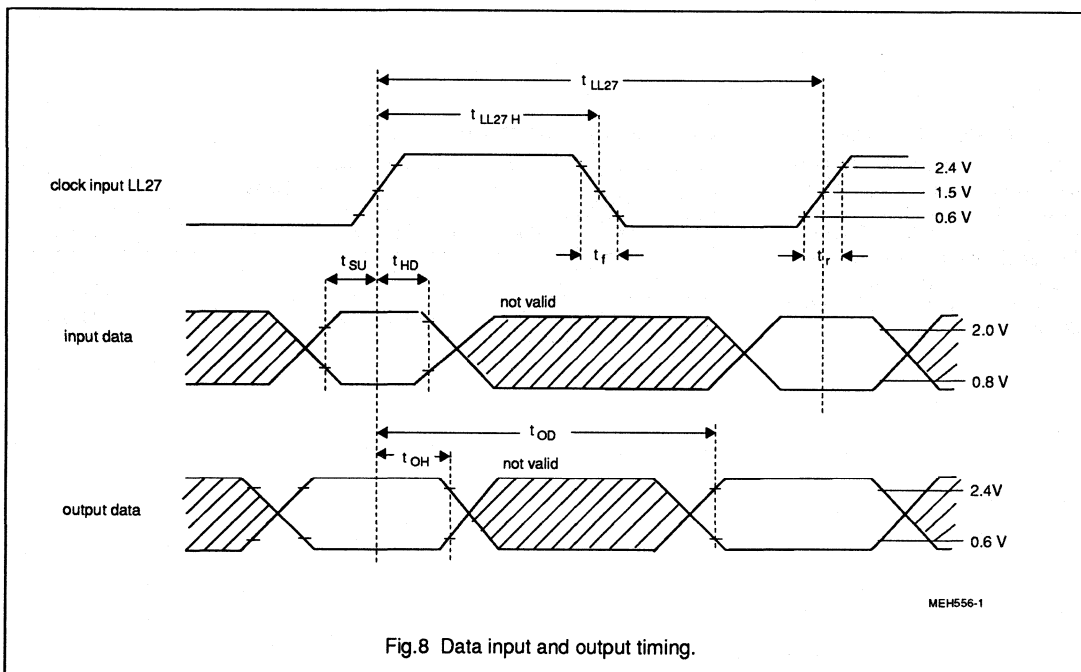 t LL27
t LL27 H
clock input LL27
2.4 V
1.5 V
0.6 V
t SU
t HD
t f
t r
not valid
input data
2.0 V
0.8 V
t OD
t OH
not valid
output data
2.4V
0.6 V
MEH556-1
Fig.8 Data input and output timing.